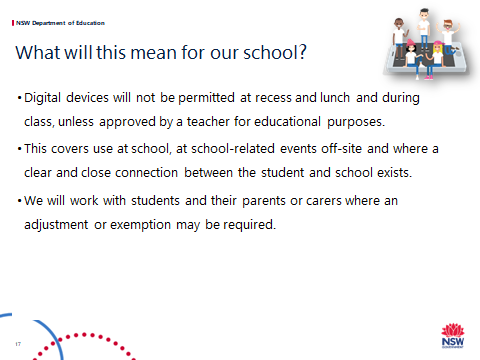 NSW Department of Education
What will this mean for our school?
• Digital devices will not be permitted at recess and lunch and during
class, unless approved by a teacher for educational purposes.
• This covers use at school, at school-related events off-site and where a
clear and close connection between the student and school exists.
• We will work with students and their parents or carers where an
adjustment or exemption may be required.
17
NSW